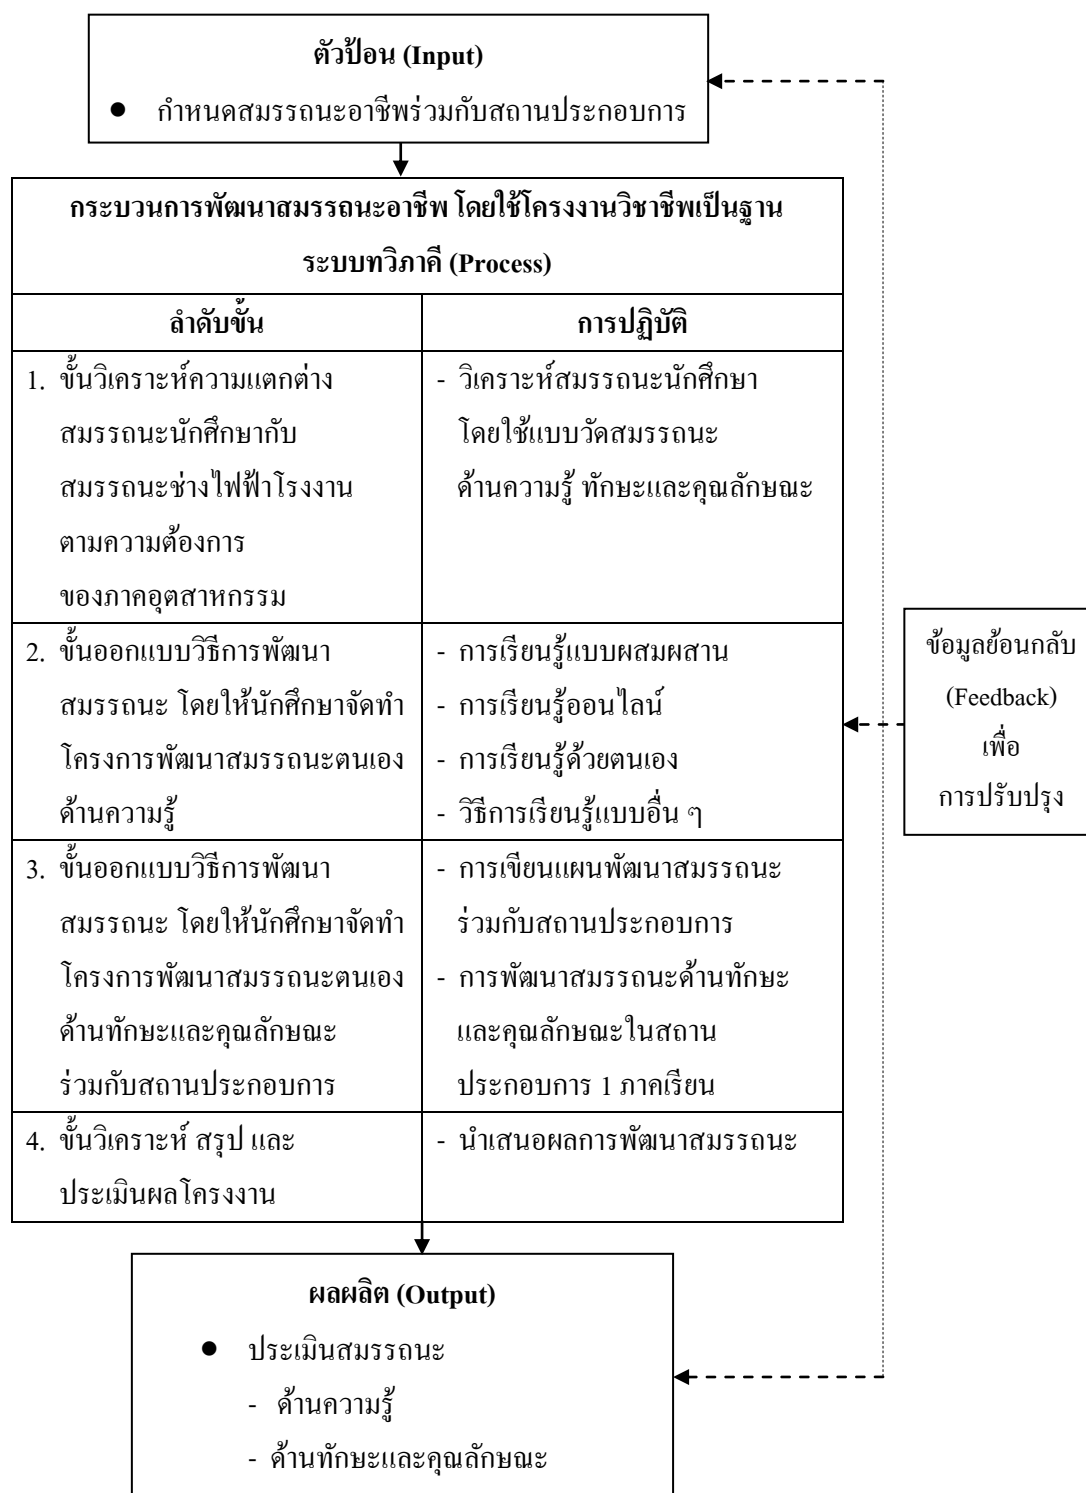 ตัวป้อน (Input)
● กำหนดสมรรถนะอาชีพร่วมกับสถานประกอบการ
กระบวนการพัฒนาสมรรถนะอาชีพ โดยใช้โครงงานวิชาชีพเป็นฐาน
ระบบทวิภาคี (Process)
ลำดับขั้น
การปฏิบัติ
1. ขั้นวิเคราะห์ความแตกต่าง
สมรรถนะนักศึกษากับ
สมรรถนะช่างไฟฟ้าโรงงาน
ตามความต้องการ
ของภาคอุตสาหกรรม
- วิเคราะห์สมรรถนะนักศึกษา
โดยใช้แบบวัดสมรรถนะ
ด้านความรู้ ทักษะและคุณลักษณะ
2. ขั้นออกแบบวิธีการพัฒนา
สมรรถนะ โดยให้นักศึกษาจัดทำ
โครงการพัฒนาสมรรถนะตนเอง
ด้านความรู้
- การเรียนรู้แบบผสมผสาน
- การเรียนรู้ออนไลน์
- การเรียนรู้ด้วยตนเอง
- วิธีการเรียนรู้แบบอื่น ๆ
3. ขั้นออกแบบวิธีการพัฒนา
สมรรถนะ โดยให้นักศึกษาจัดทำ
โครงการพัฒนาสมรรถนะตนเอง
ด้านทักษะและคุณลักษณะ
ร่วมกับสถานประกอบการ
- การเขียนแผนพัฒนาสมรรถนะ
ร่วมกับสถานประกอบการ
- การพัฒนาสมรรถนะด้านทักษะ
และคุณลักษณะในสถาน
ประกอบการ 1 ภาคเรียน
4. ขั้นวิเคราะห์ สรุป และ
ประเมินผลโครงงาน
- นำเสนอผลการพัฒนาสมรรถนะ
ข้อมูลย้อนกลับ
(Feedback)
เพื่อ
การปรับปรุง
ผลผลิต (Output)
● ประเมินสมรรถนะ
- ด้านความรู้
- ด้านทักษะและคุณลักษณะ